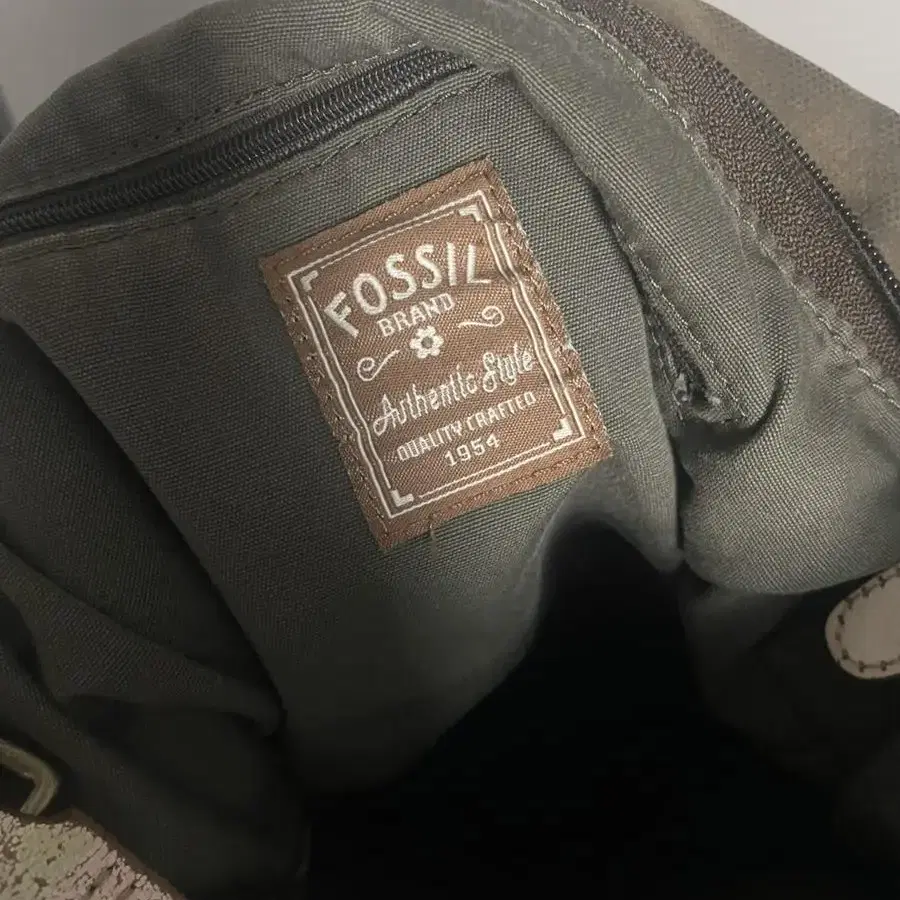 FOSSIL
BRAND
Authentic Style
QUALITY CRAFTED
1954